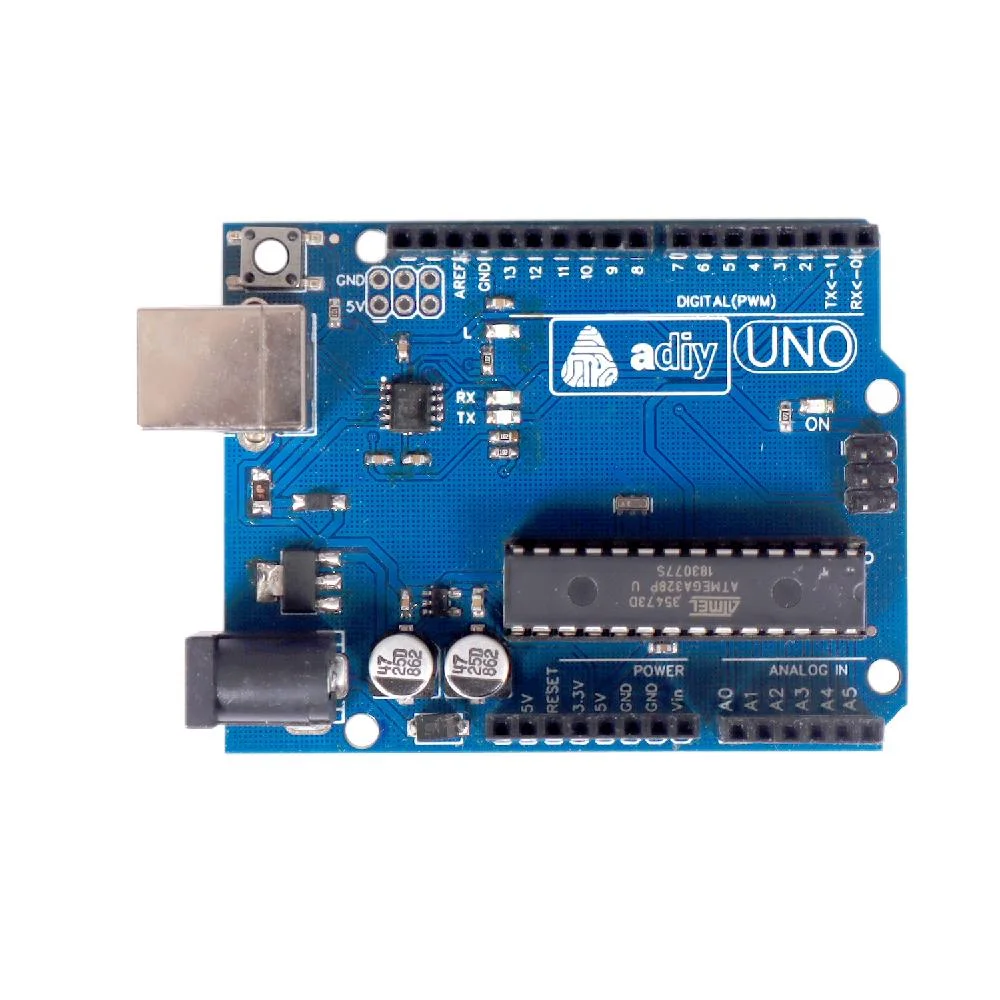 GND
5V
AREF
GND
13
12
11
10
9
8
7
6
5
4
3
2
TX<-1
RX<-0
DIGITAL(PWM)
L
adiy
UNO
RX
TX
ON
ATMEL
35473D
ATMEGA328P U
183077S
47
25D
862
47
25D
862
POWER
ANALOG IN
5V
RESET
3.3V
5V
GND
GND
Vin
A0
A1
A2
A3
A4
A5